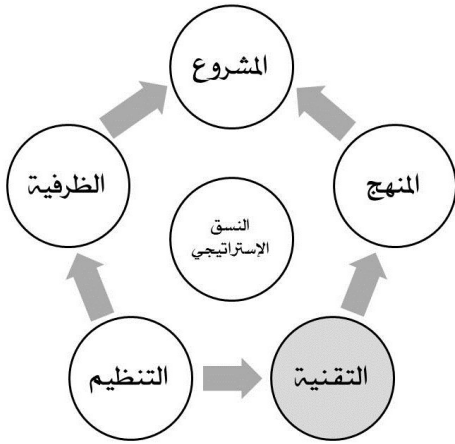 المشروع
الظرفية
المنهج
النسق
الإستراتيجي
التنظيم
التقنية